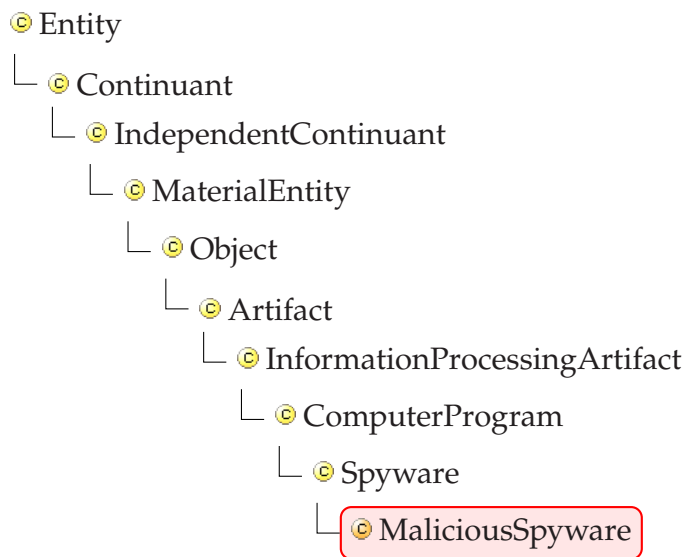 Entity
Continuant
IndependentContinuant
MaterialEntity
Object
Artifact
InformationProcessingArtifact
ComputerProgram
Spyware
MaliciousSpyware